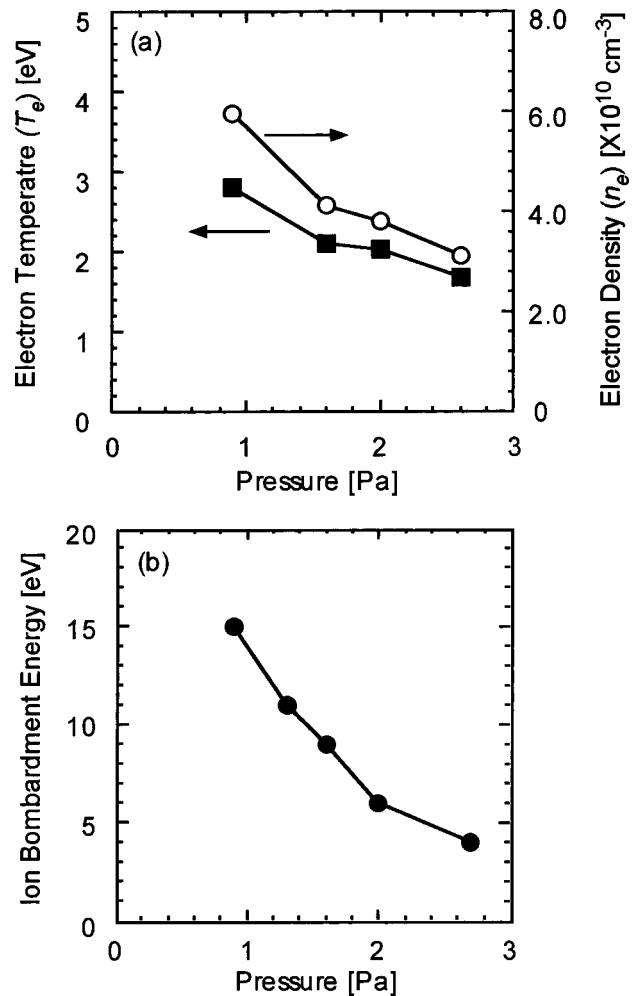 (a)
Electron Temperatre (Te) [eV]
5
4
3
2
1
0
Electron Density (ne) [X10¹⁰ cm⁻³]
8.0
6.0
4.0
2.0
0
0 1 2 3
Pressure [Pa]
(b)
Ion Bombardment Energy [eV]
20
15
10
5
0
0 1 2 3
Pressure [Pa]